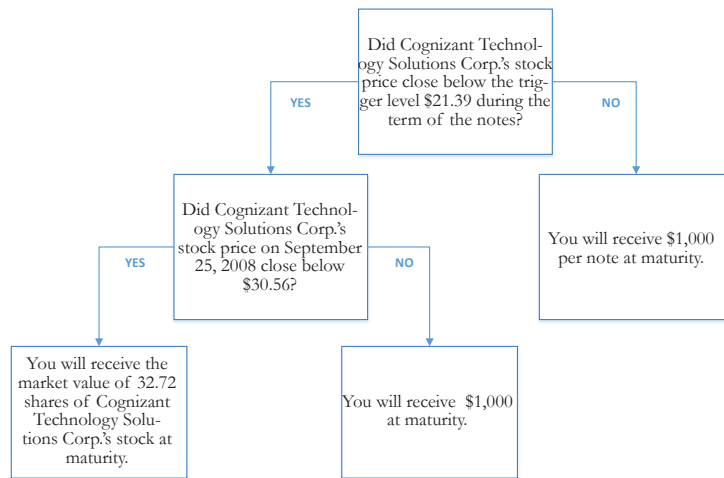 Did Cognizant Technol-
ogy Solutions Corp.'s stock
price close below the trig-
ger level $21.39 during the
term of the notes?
YES
NO
Did Cognizant Technol-
ogy Solutions Corp.'s
stock price on September
25, 2008 close below
$30.56?
You will receive $1,000
per note at maturity.
YES
NO
You will receive the
market value of 32.72
shares of Cognizant
Technology Solu-
tions Corp.'s stock at
maturity.
You will receive $1,000
at maturity.